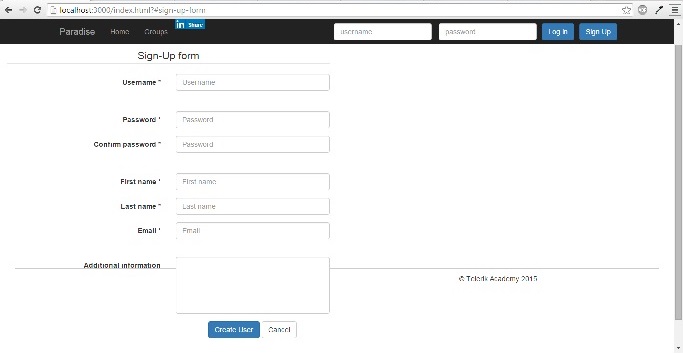 localhost:3000/index.html?#sign-up-form
Paradise Home Groups in Share username password Log In Sign Up
Sign-Up form
Username * Username
Password * Password
Confirm password * Password
First name * First name
Last name * Last name
Email * Email
Additional information
© Telerik Academy 2015
Create User Cancel